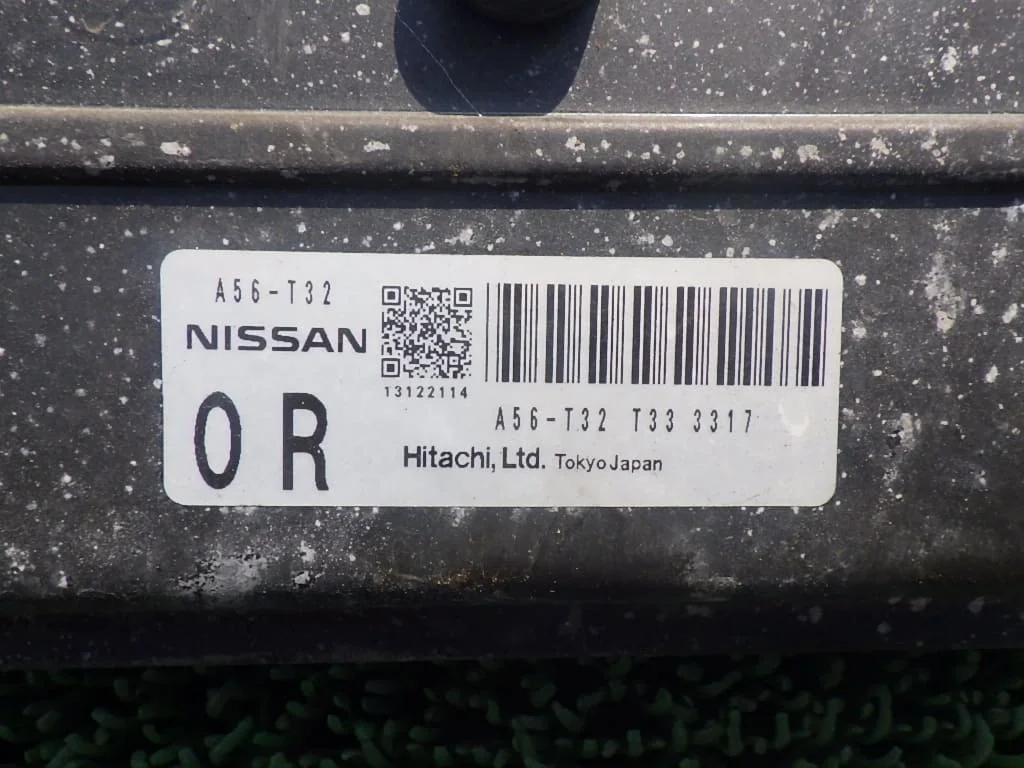 A56-T32
NISSAN
0R
13122114
A56-T32 T33 3317
Hitachi, Ltd. Tokyo Japan